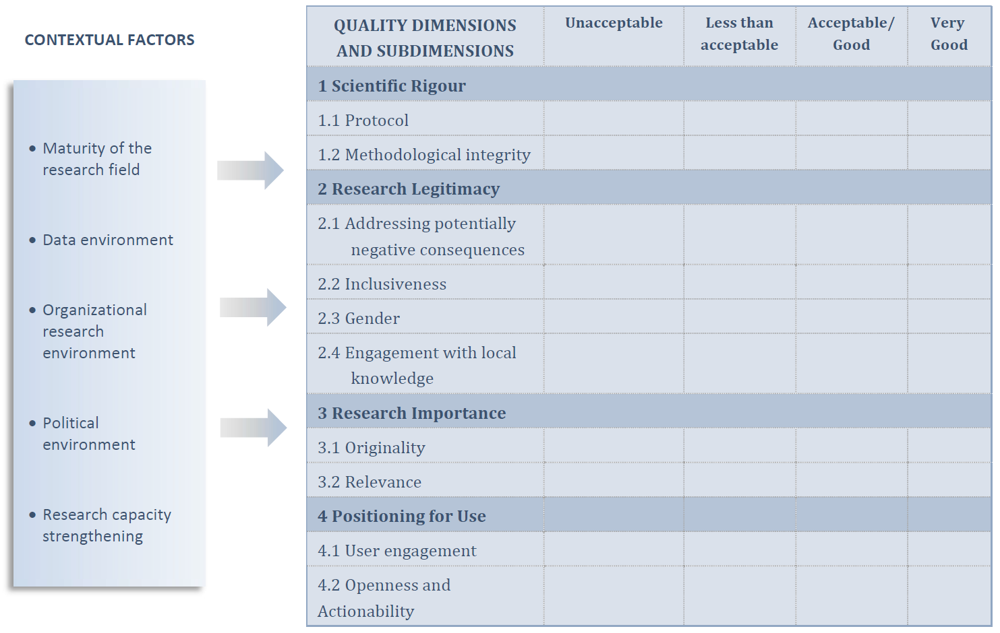 CONTEXTUAL FACTORS
• Maturity of the
research field
• Data environment
• Organizational
research
environment
• Political
environment
• Research capacity
strengthening
QUALITY DIMENSIONS
AND SUBDIMENSIONS
Unacceptable
Less than
acceptable
Acceptable/
Good
Very
Good
1 Scientific Rigour
1.1 Protocol
1.2 Methodological integrity
2 Research Legitimacy
2.1 Addressing potentially
negative consequences
2.2 Inclusiveness
2.3 Gender
2.4 Engagement with local
knowledge
3 Research Importance
3.1 Originality
3.2 Relevance
4 Positioning for Use
4.1 User engagement
4.2 Openness and
Actionability